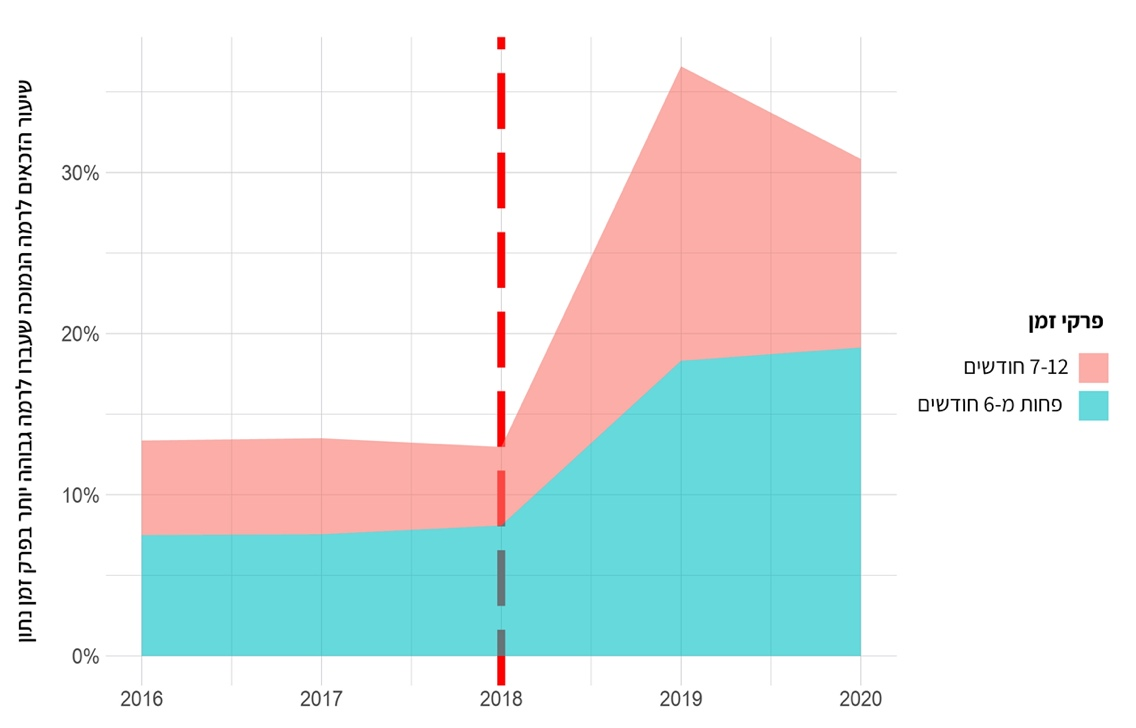 שיעור הזכאים לרמה הנמוכה שעברו לרמה גבוהה יותר בפרק זמן נתון
30%
20%
10%
0%
2016 2017 2018 2019 2020
פרקי זמן
7-12 חודשים
פחות מ-6 חודשים